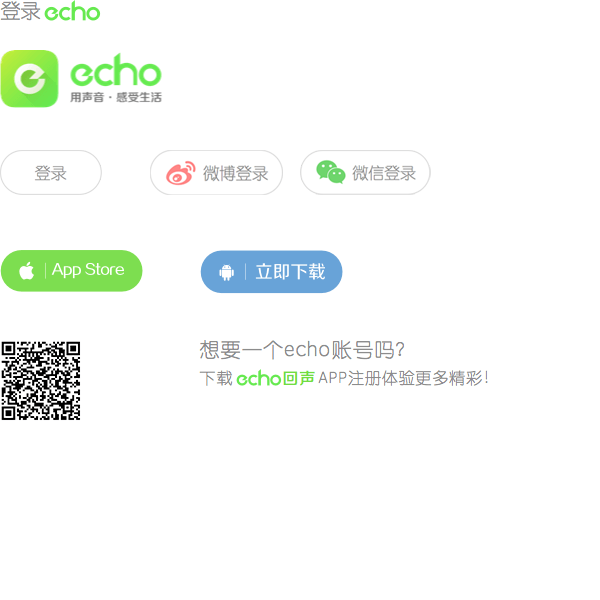 登录 echo
echo
用声音·感受生活
登录
微博登录
微信登录
App Store
立即下载
想要一个echo账号吗?
下载 echo回声 APP注册体验更多精彩!